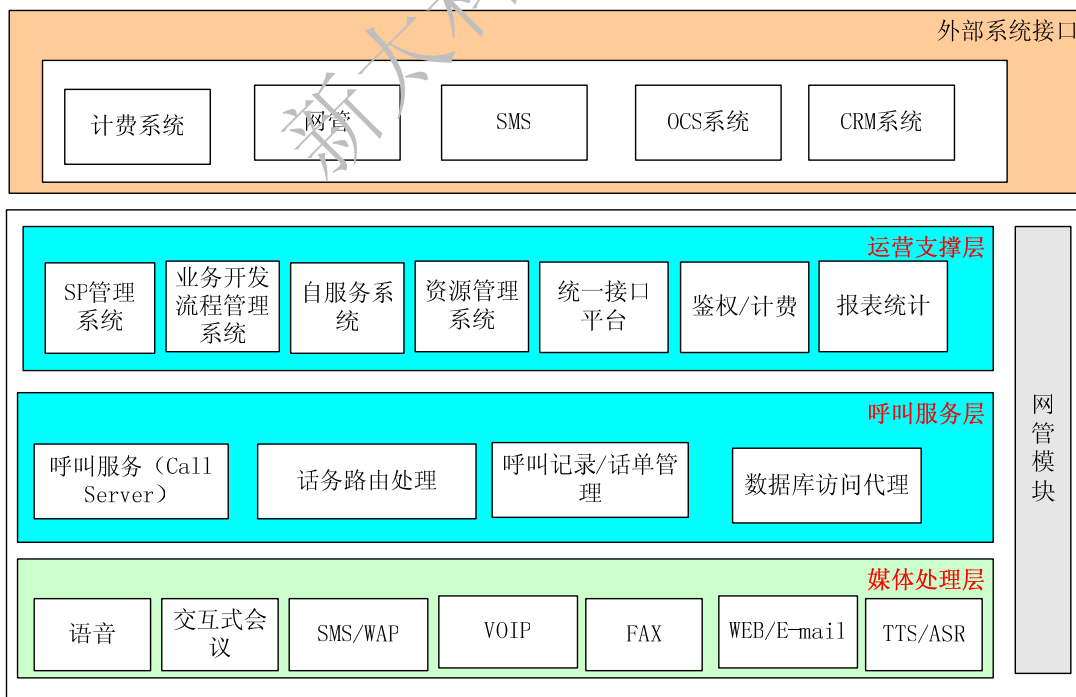 外部系统接口
计费系统
网管
SMS
OCS系统
CRM系统
新太科
运营支撑层
SP管理
系统
业务开发
流程管理
系统
自服务系
统
资源管理
系统
统一接口
平台
鉴权/计费
报表统计
呼叫服务层
呼叫服务（Call
Server）
话务路由处理
呼叫记录/话单管
理
数据库访问代理
媒体处理层
语音
交互式会
议
SMS/WAP
VOIP
FAX
WEB/E-mail
TTS/ASR
网
管
模
块